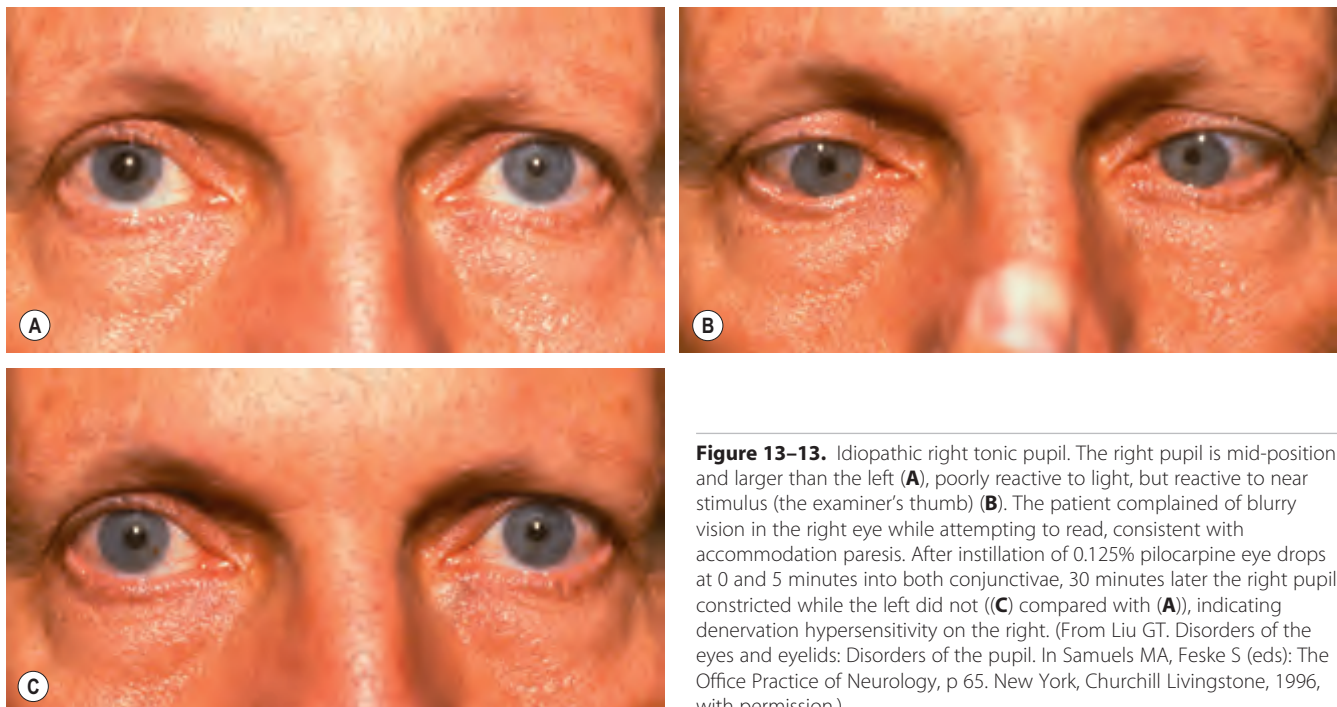 A
B
C
Figure 13–13. Idiopathic right tonic pupil. The right pupil is mid-position
and larger than the left (A), poorly reactive to light, but reactive to near
stimulus (the examiner's thumb) (B). The patient complained of blurry
vision in the right eye while attempting to read, consistent with
accommodation paresis. After instillation of 0.125% pilocarpine eye drops
at 0 and 5 minutes into both conjunctivae, 30 minutes later the right pupil
constricted while the left did not ((C) compared with (A)), indicating
denervation hypersensitivity on the right. (From Liu GT. Disorders of the
eyes and eyelids: Disorders of the pupil. In Samuels MA, Feske S (eds): The
Office Practice of Neurology, p 65. New York, Churchill Livingstone, 1996,
with permission.)